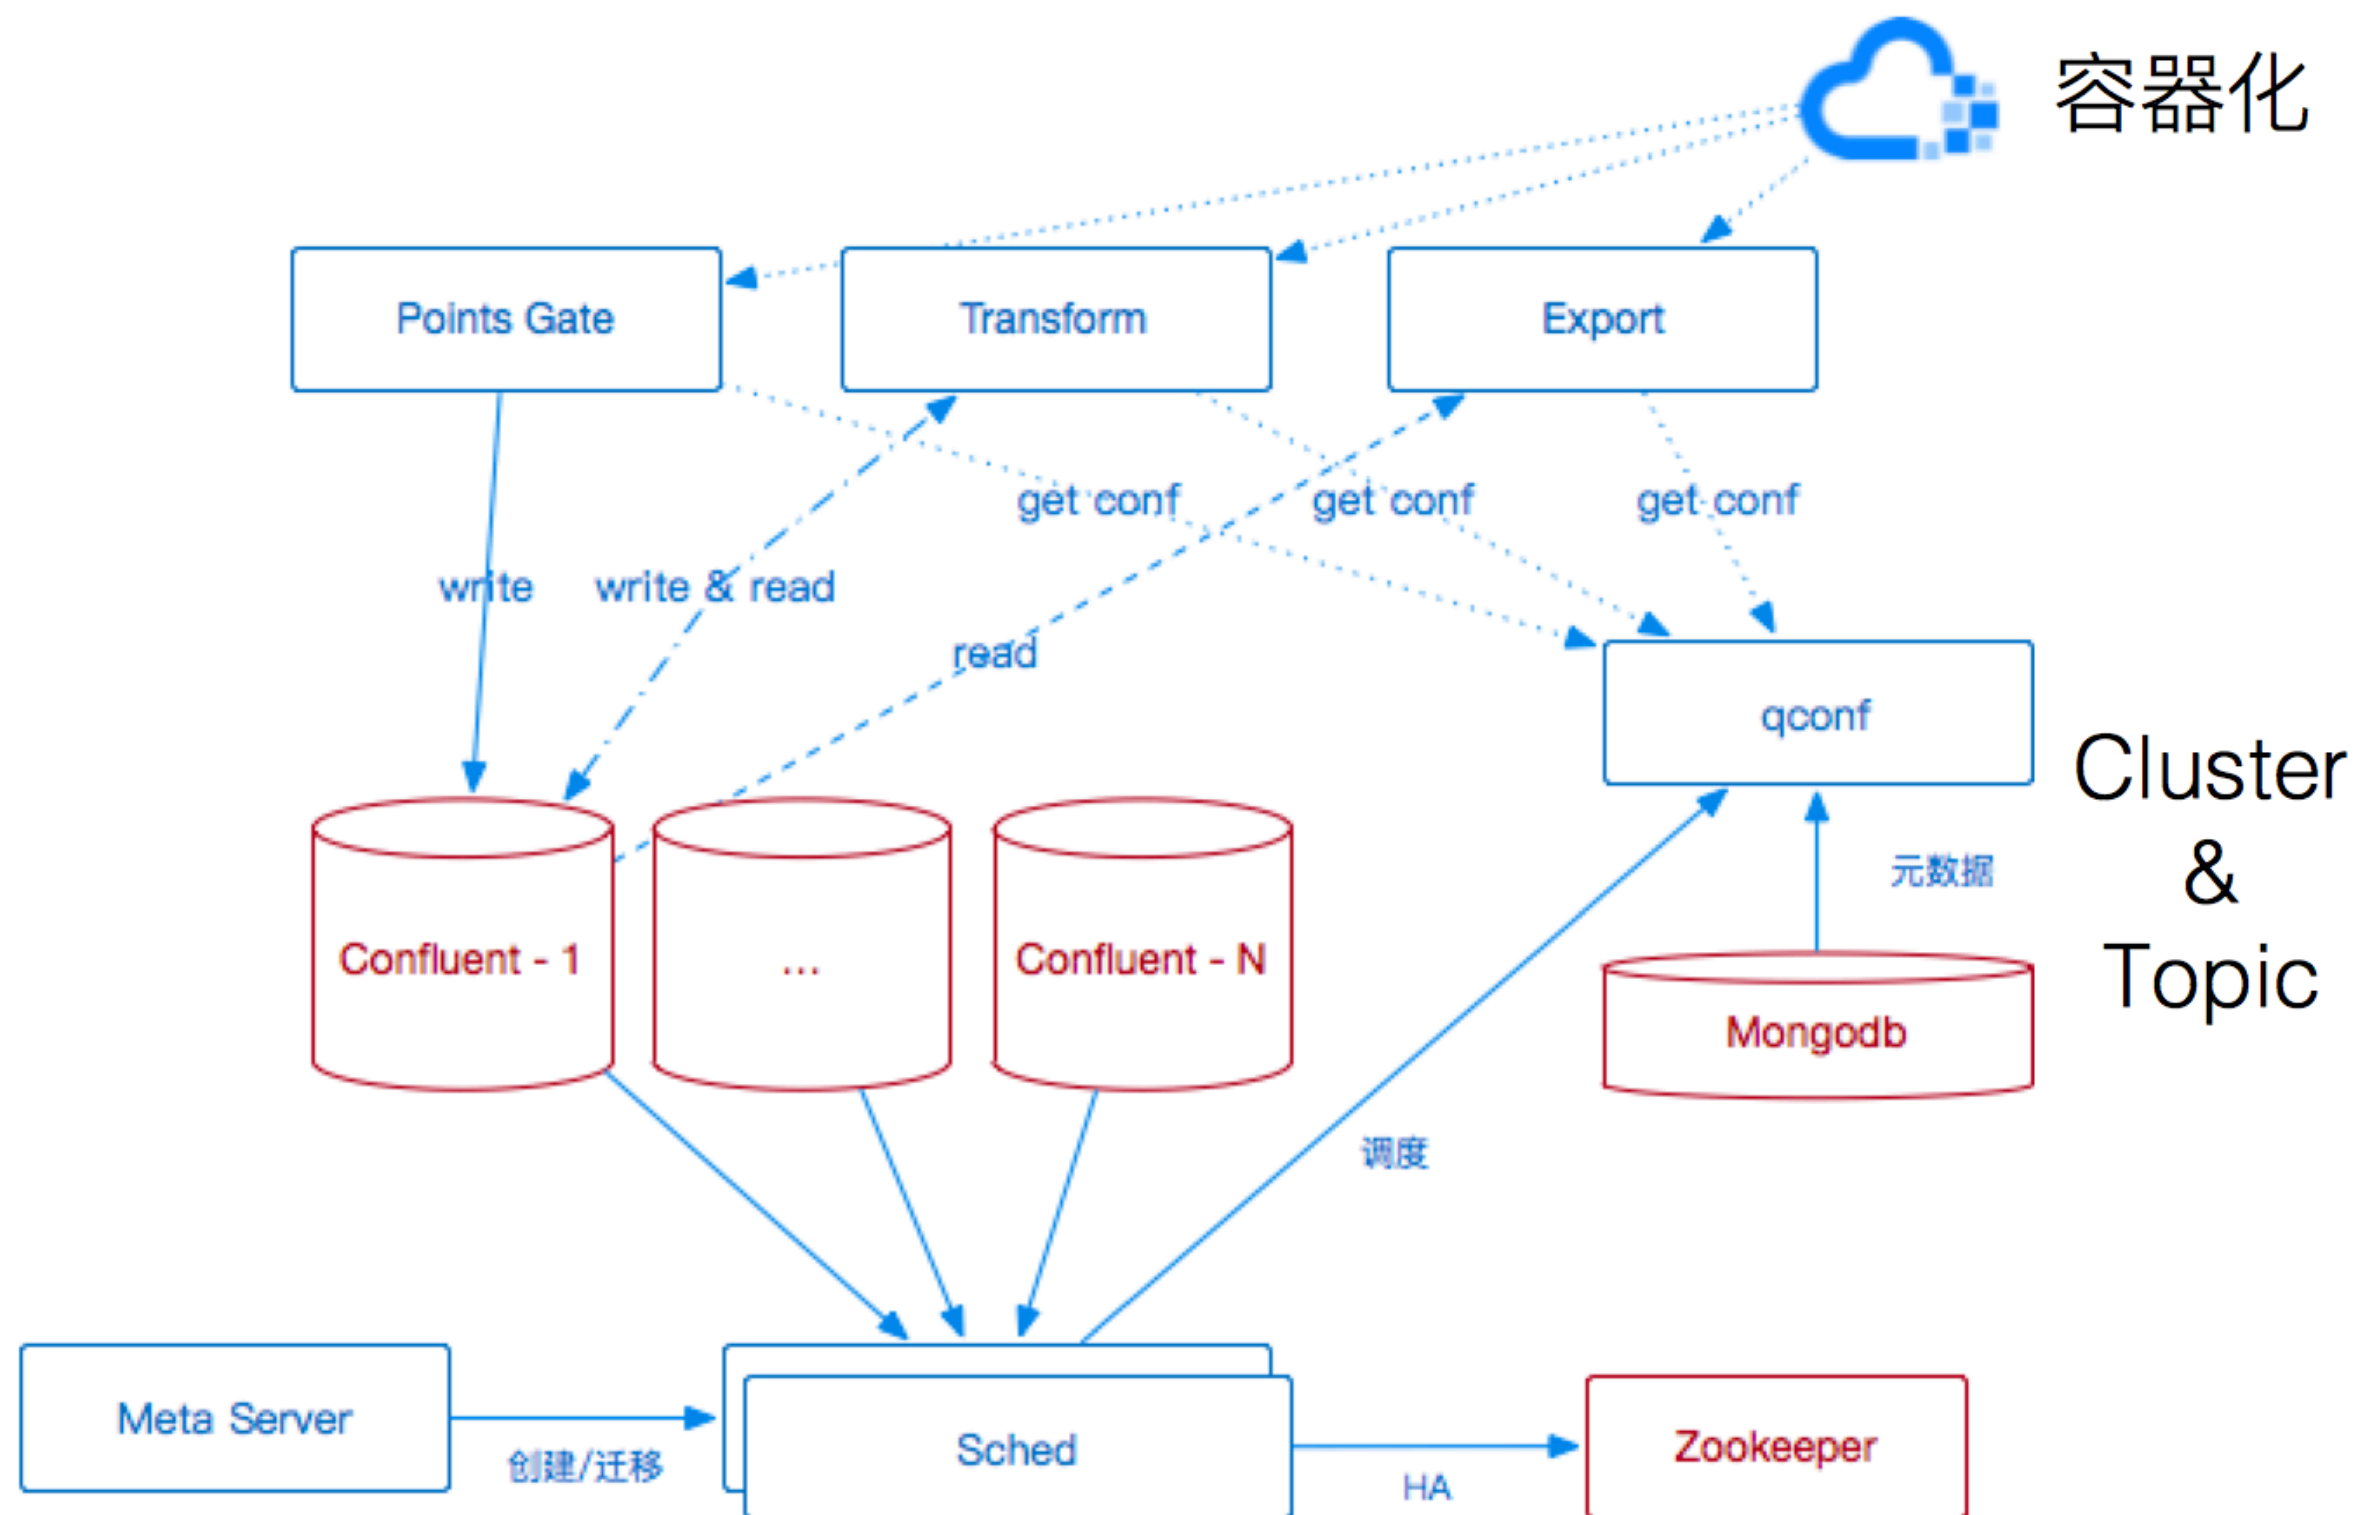 容器化
Points Gate
Transform
Export
get conf
get conf
get conf
write
write & read
read
qconf
Cluster
&
Topic
元数据
Confluent - 1
...
Confluent - N
Mongodb
调度
Meta Server
创建/迁移
Sched
HA
Zookeeper